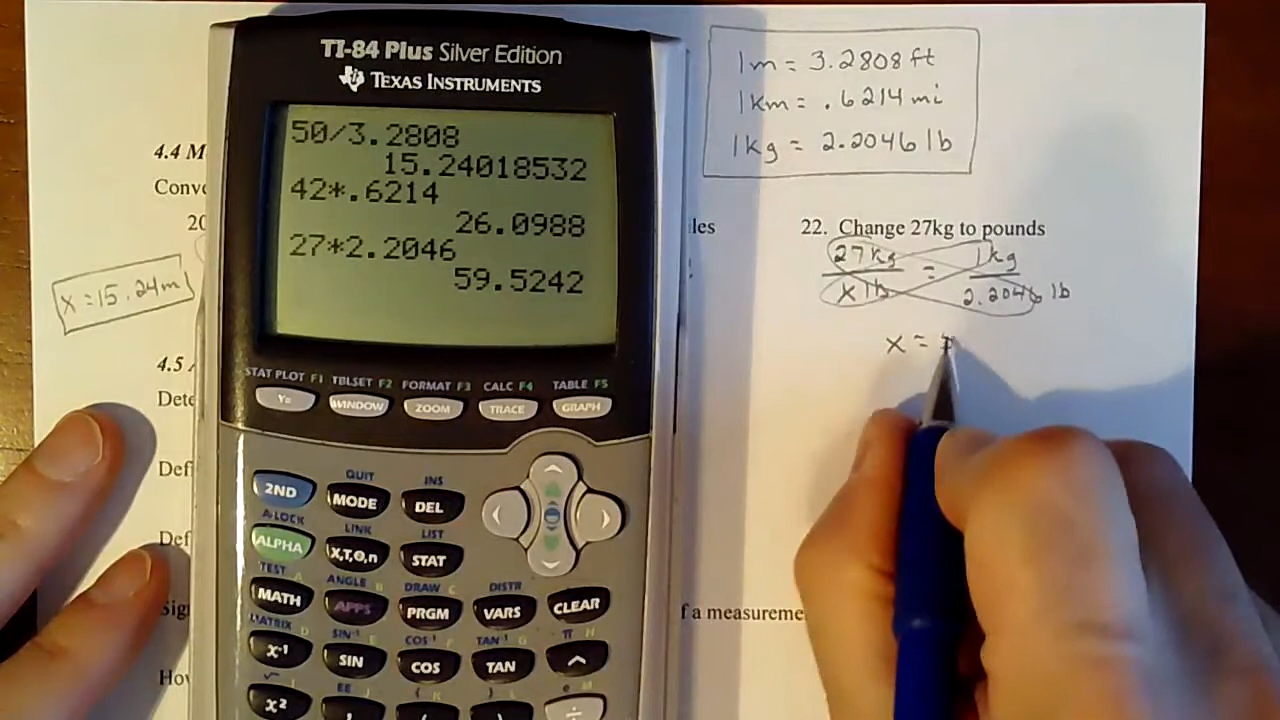 TI-84 Plus Silver Edition
TEXAS INSTRUMENTS
50/3.2808
15.24018532
42*.6214
26.0988
27*2.2046
59.5242
STAT PLOT F1 TBLSET F2 FORMAT F3 CALC F4 TABLE F5
Y= WINDOW ZOOM TRACE GRAPH
QUIT INS
2ND MODE DEL
A-LOCK LINK LIST
ALPHA X,T,Θ,n STAT
TEST A ANGLE B DRAW C DISTR
MATH APPS PRGM VARS CLEAR
MATRIX D SIN⁻¹ E COS⁻¹ F TAN⁻¹ G π H
x⁻¹ SIN COS TAN ^
√ I EE J { K } L e M
x² , ( ) ÷
1m = 3.2808 ft
1km = .6214 mi
1kg = 2.2046 lb
4.4 M
Conve
20
les
x = 15.24m
4.5
Dete
Defi
Def
Sig
f a measureme
Hov
22. Change 27kg to pounds
27kg = 1kg
x lb 2.2046 lb
x =